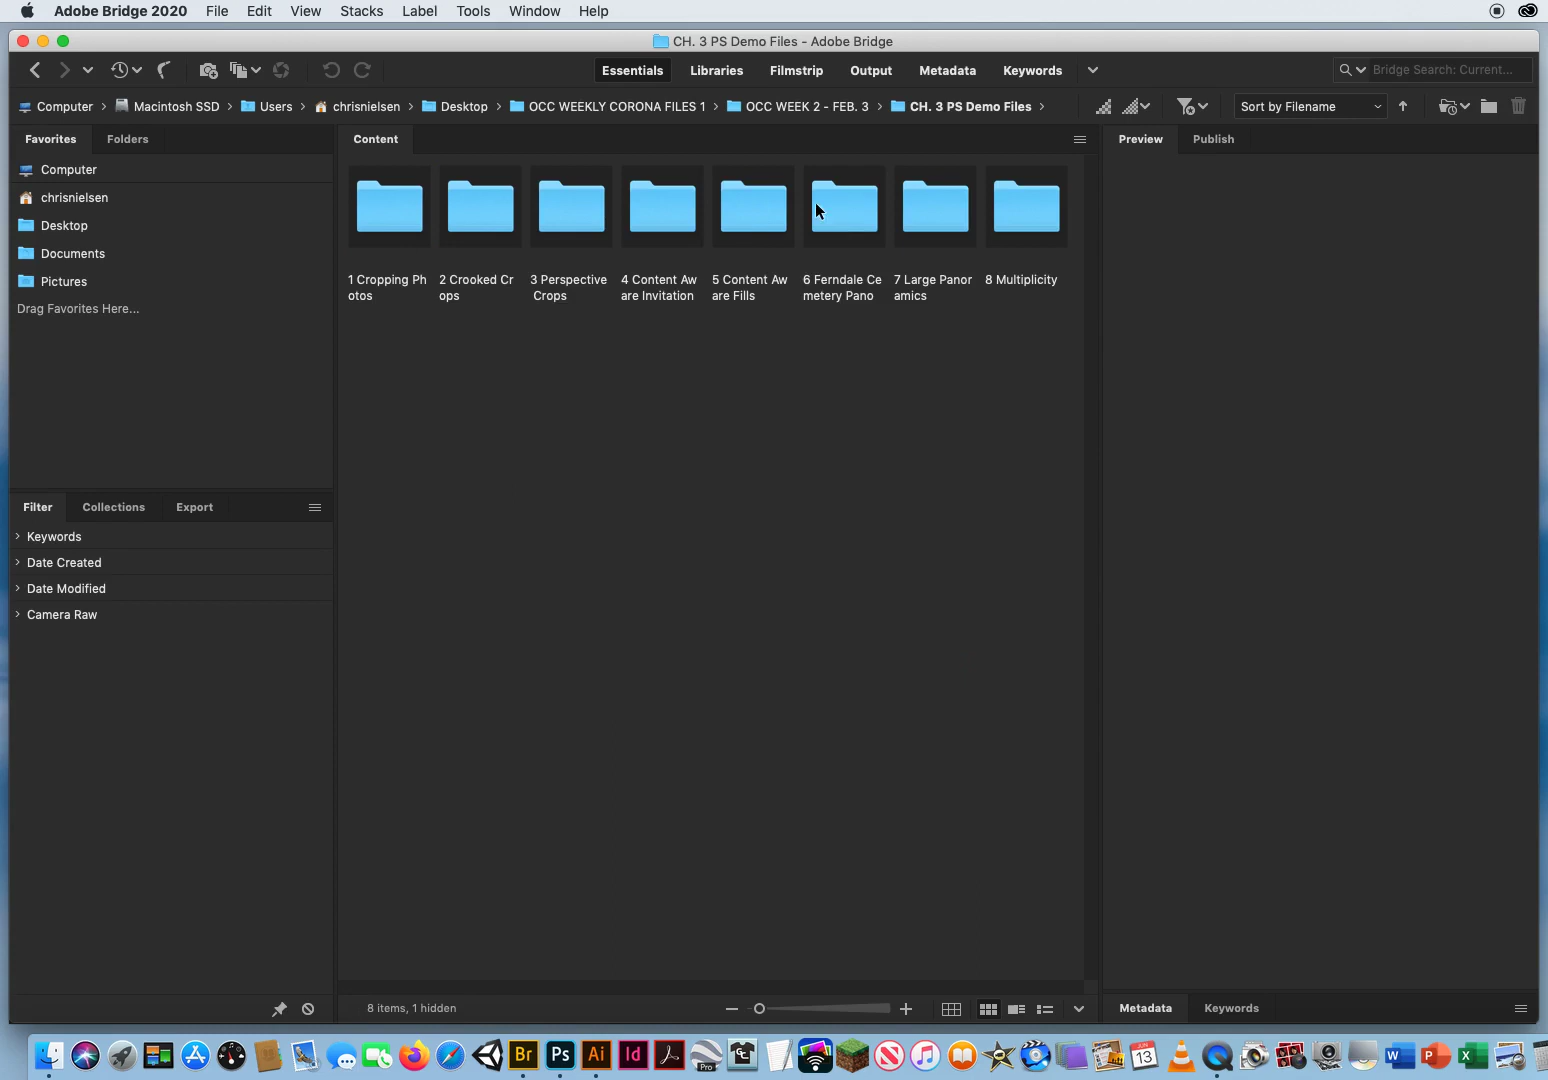 Adobe Bridge 2020 File Edit View Stacks Label Tools Window Help
CH. 3 PS Demo Files - Adobe Bridge
Essentials Libraries Filmstrip Output Metadata Keywords
Bridge Search: Current...
Computer Macintosh SSD Users chrisnielsen Desktop OCC WEEKLY CORONA FILES 1 OCC WEEK 2 - FEB. 3 CH. 3 PS Demo Files
Sort by Filename
Favorites Folders
Computer
chrisnielsen
Desktop
Documents
Pictures
Drag Favorites Here...
Content
1 Cropping Ph
otos
2 Crooked Cr
ops
3 Perspective
Crops
4 Content Aw
are Invitation
5 Content Aw
are Fills
6 Ferndale Ce
metery Pano
7 Large Panor
amics
8 Multiplicity
Preview Publish
Filter Collections Export
Keywords
Date Created
Date Modified
Camera Raw
8 items, 1 hidden
Metadata Keywords
Br Ps Ai Id
Pro
JUN
13
W P X